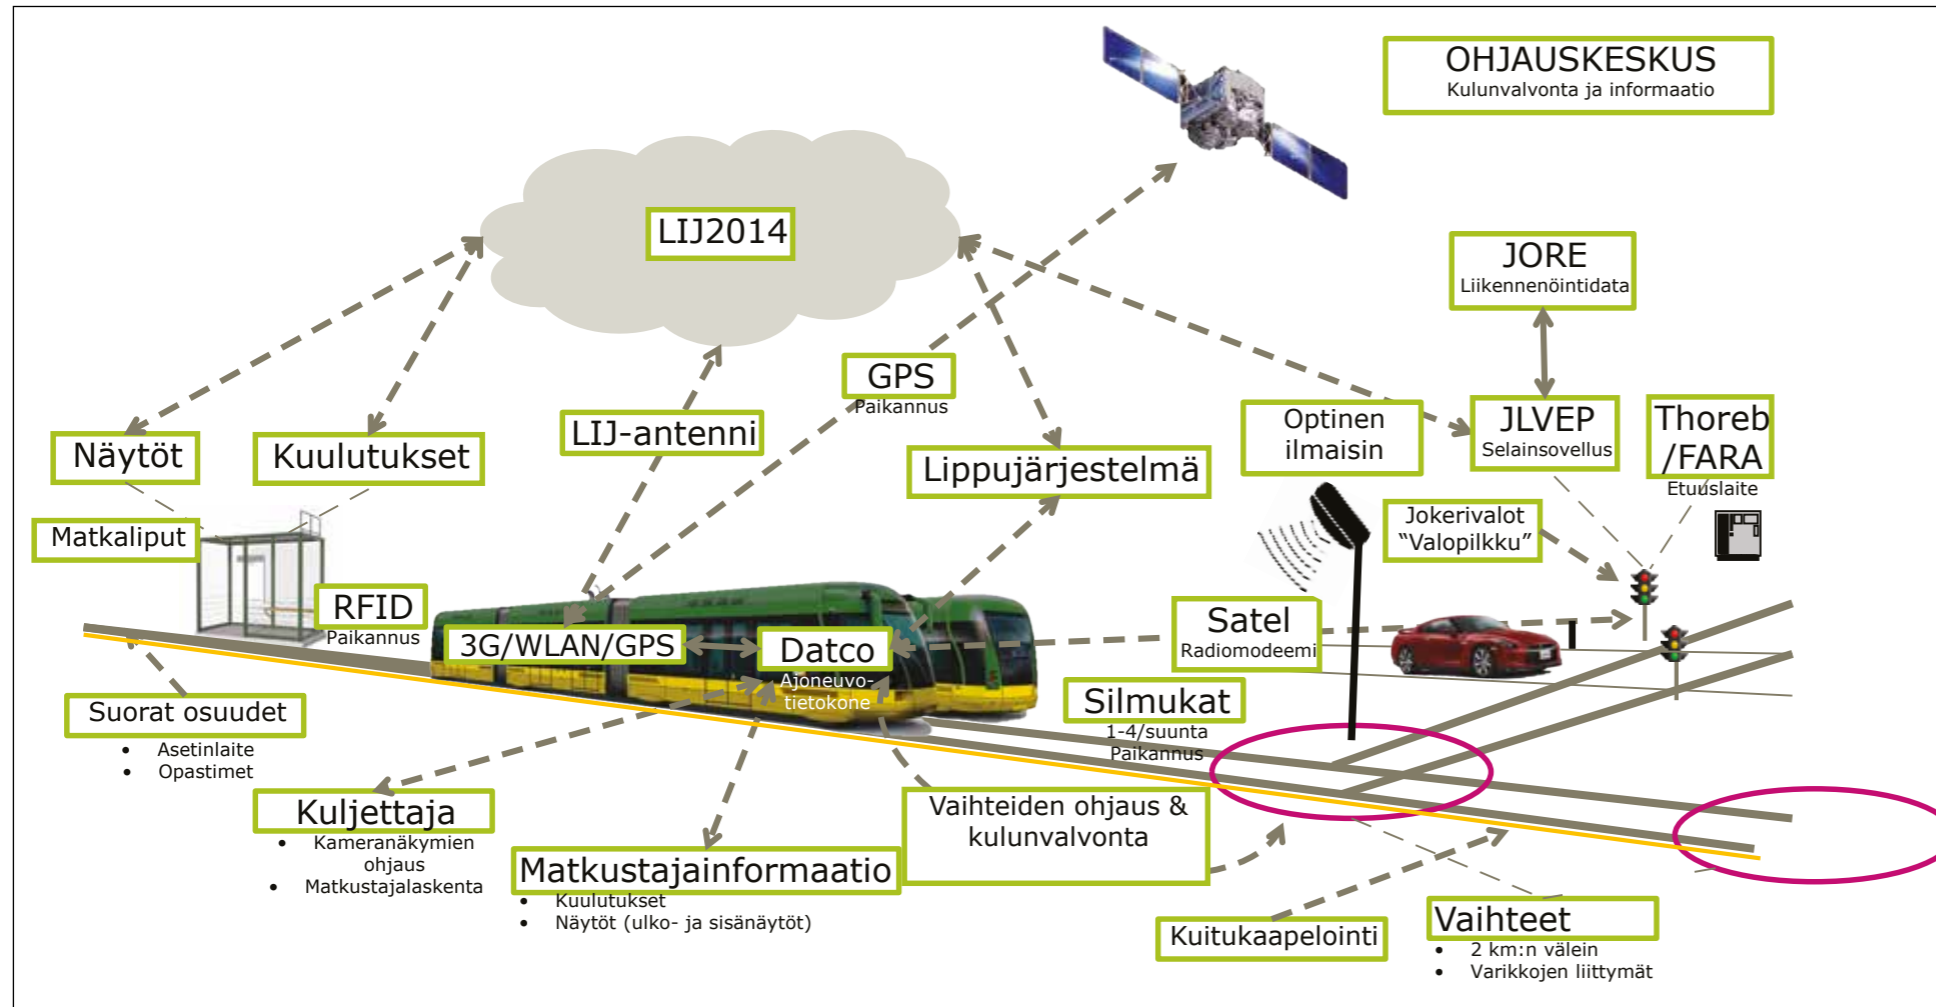 OHJAUSKESKUS
Kulunvalvonta ja informaatio
LIJ2014
JORE
Liikennenöintidata
GPS
Paikannus
Näytöt
Kuulutukset
LIJ-antenni
Lippujärjestelmä
Optinen
ilmaisin
JLVEP
Selainsovellus
Thoreb
/FARA
Etuuslaite
Matkaliput
Jokerivalot
“Valopilkku”
RFID
Paikannus
3G/WLAN/GPS
Datco
Ajoneuvo-
tietokone
Satel
Radiomodeemi
Suorat osuudet
• Asetinlaite
• Opastimet
Silmukat
1-4/suunta
Paikannus
Kuljettaja
• Kameranäkymien
ohjaus
• Matkustajalaskenta
Matkustajainformaatio
• Kuulutukset
• Näytöt (ulko- ja sisänäytöt)
Vaihteiden ohjaus &
kulunvalvonta
Kuitukaapelointi
Vaihteet
• 2 km:n välein
• Varikkojen liittymät